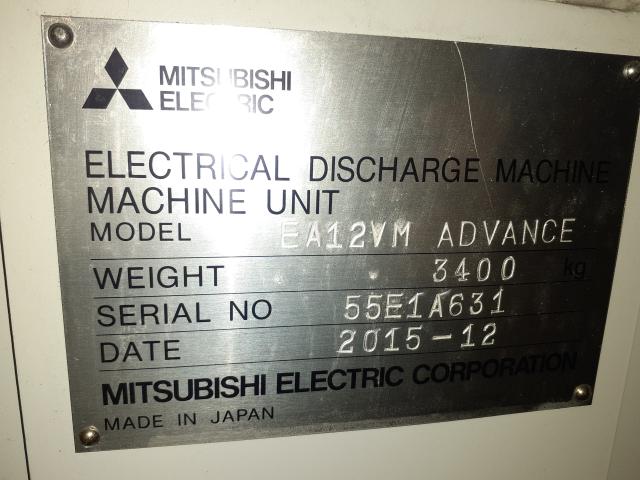 MITSUBISHI
ELECTRIC
ELECTRICAL DISCHARGE MACHINE
MACHINE UNIT
MODEL EA12VM ADVANCE
WEIGHT 3400 kg
SERIAL NO 55E1A631
DATE 2015-12
MITSUBISHI ELECTRIC CORPORATION
MADE IN JAPAN